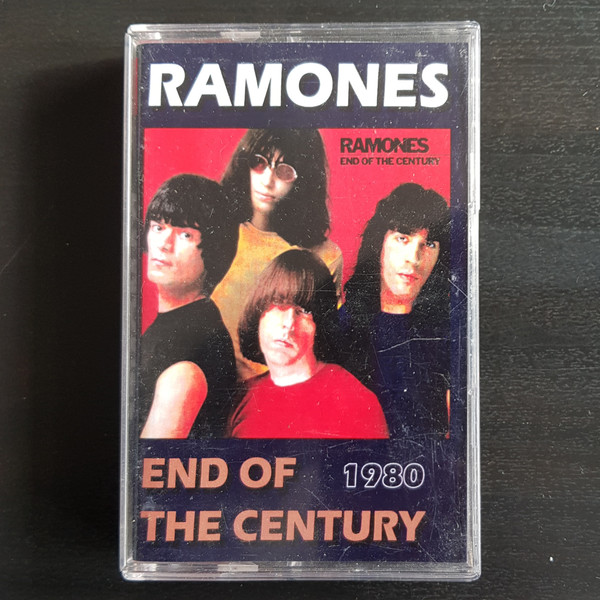 RAMONES
RAMONES
END OF THE CENTURY
END OF 1980
THE CENTURY